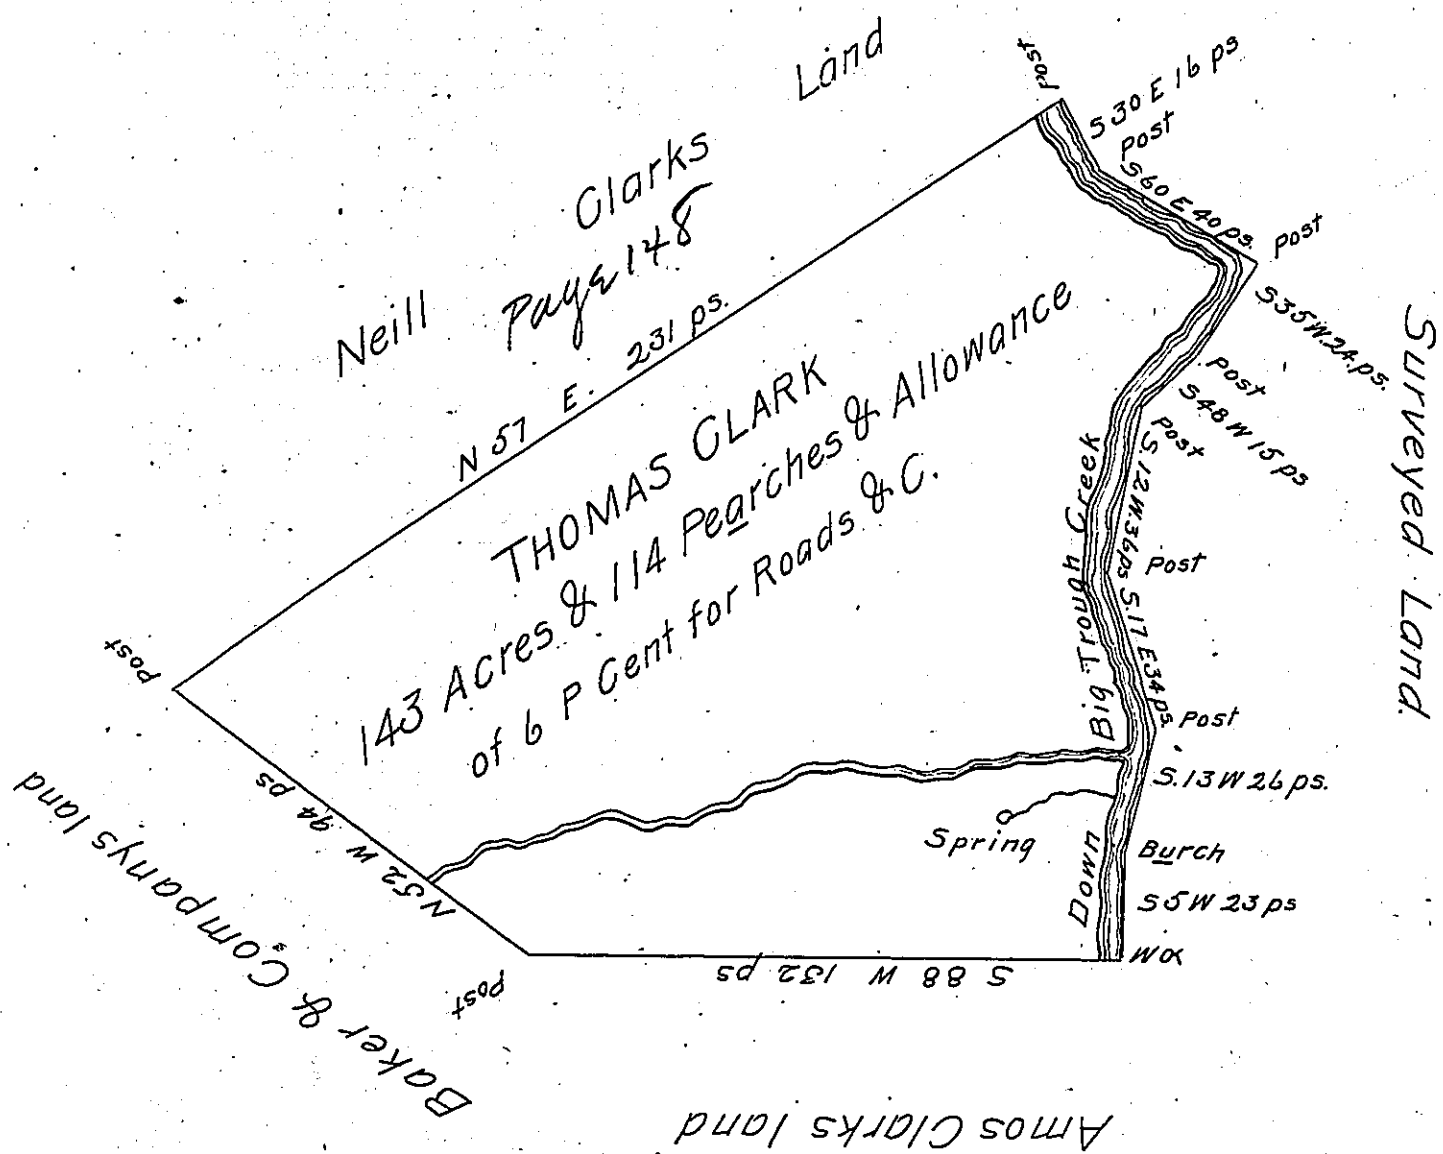 Neill Clarks Land
Page 148
N 57 E. 231 ps.
THOMAS CLARK
143 Acres & 114 Pearches & Allowance
of 6 P Cent for Roads & C.
Post
S 30 E 16 ps
Post
S 60 E 40 ps.
Post
S 35 W. 24 ps.
Post
S 48 W 15 ps
Post
S. 12 W. 36 ps
Post
S. 17 E 34 ps.
Post
S. 13 W 26 ps.
Burch
S 5 W 23 ps
W O
Down Big Trough Creek
Spring
Surveyed Land.
S 88 W 132 ps
Post
Amos Clarks land
N 52 W 94 ps
Post
Baker & Companys land